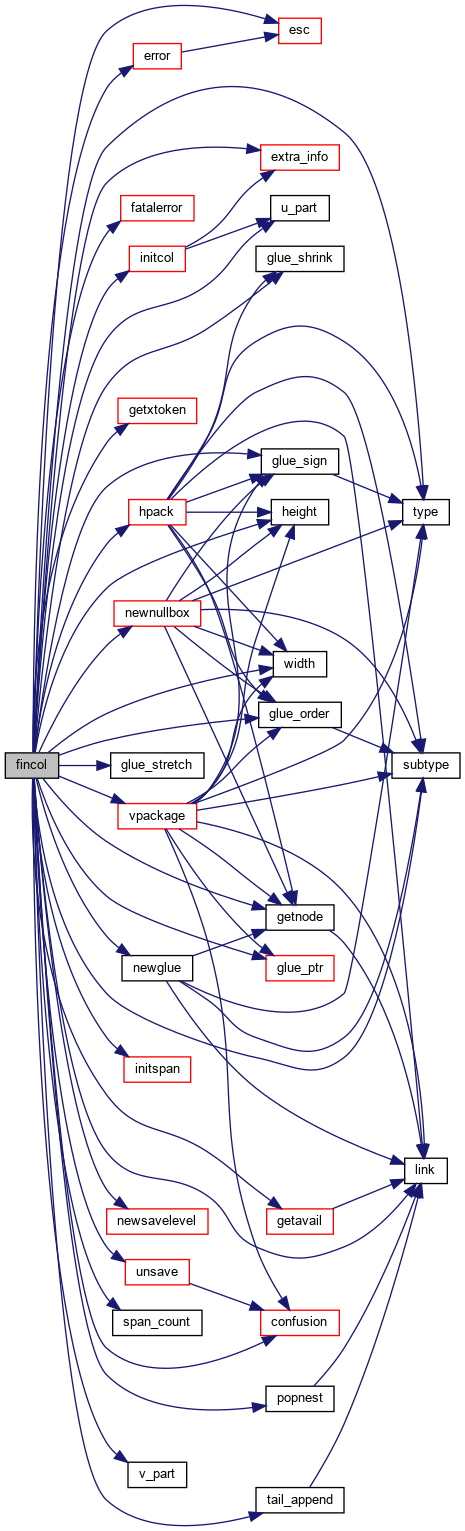 esc
error
extra_info
fatalerror
u_part
initcol
glue_shrink
getxtoken
glue_sign
hpack
height
type
newnullbox
width
glue_order
fincol
glue_stretch
subtype
vpackage
getnode
newglue
glue_ptr
initspan
link
newsavelevel
getavail
unsave
span_count
confusion
popnest
v_part
tail_append